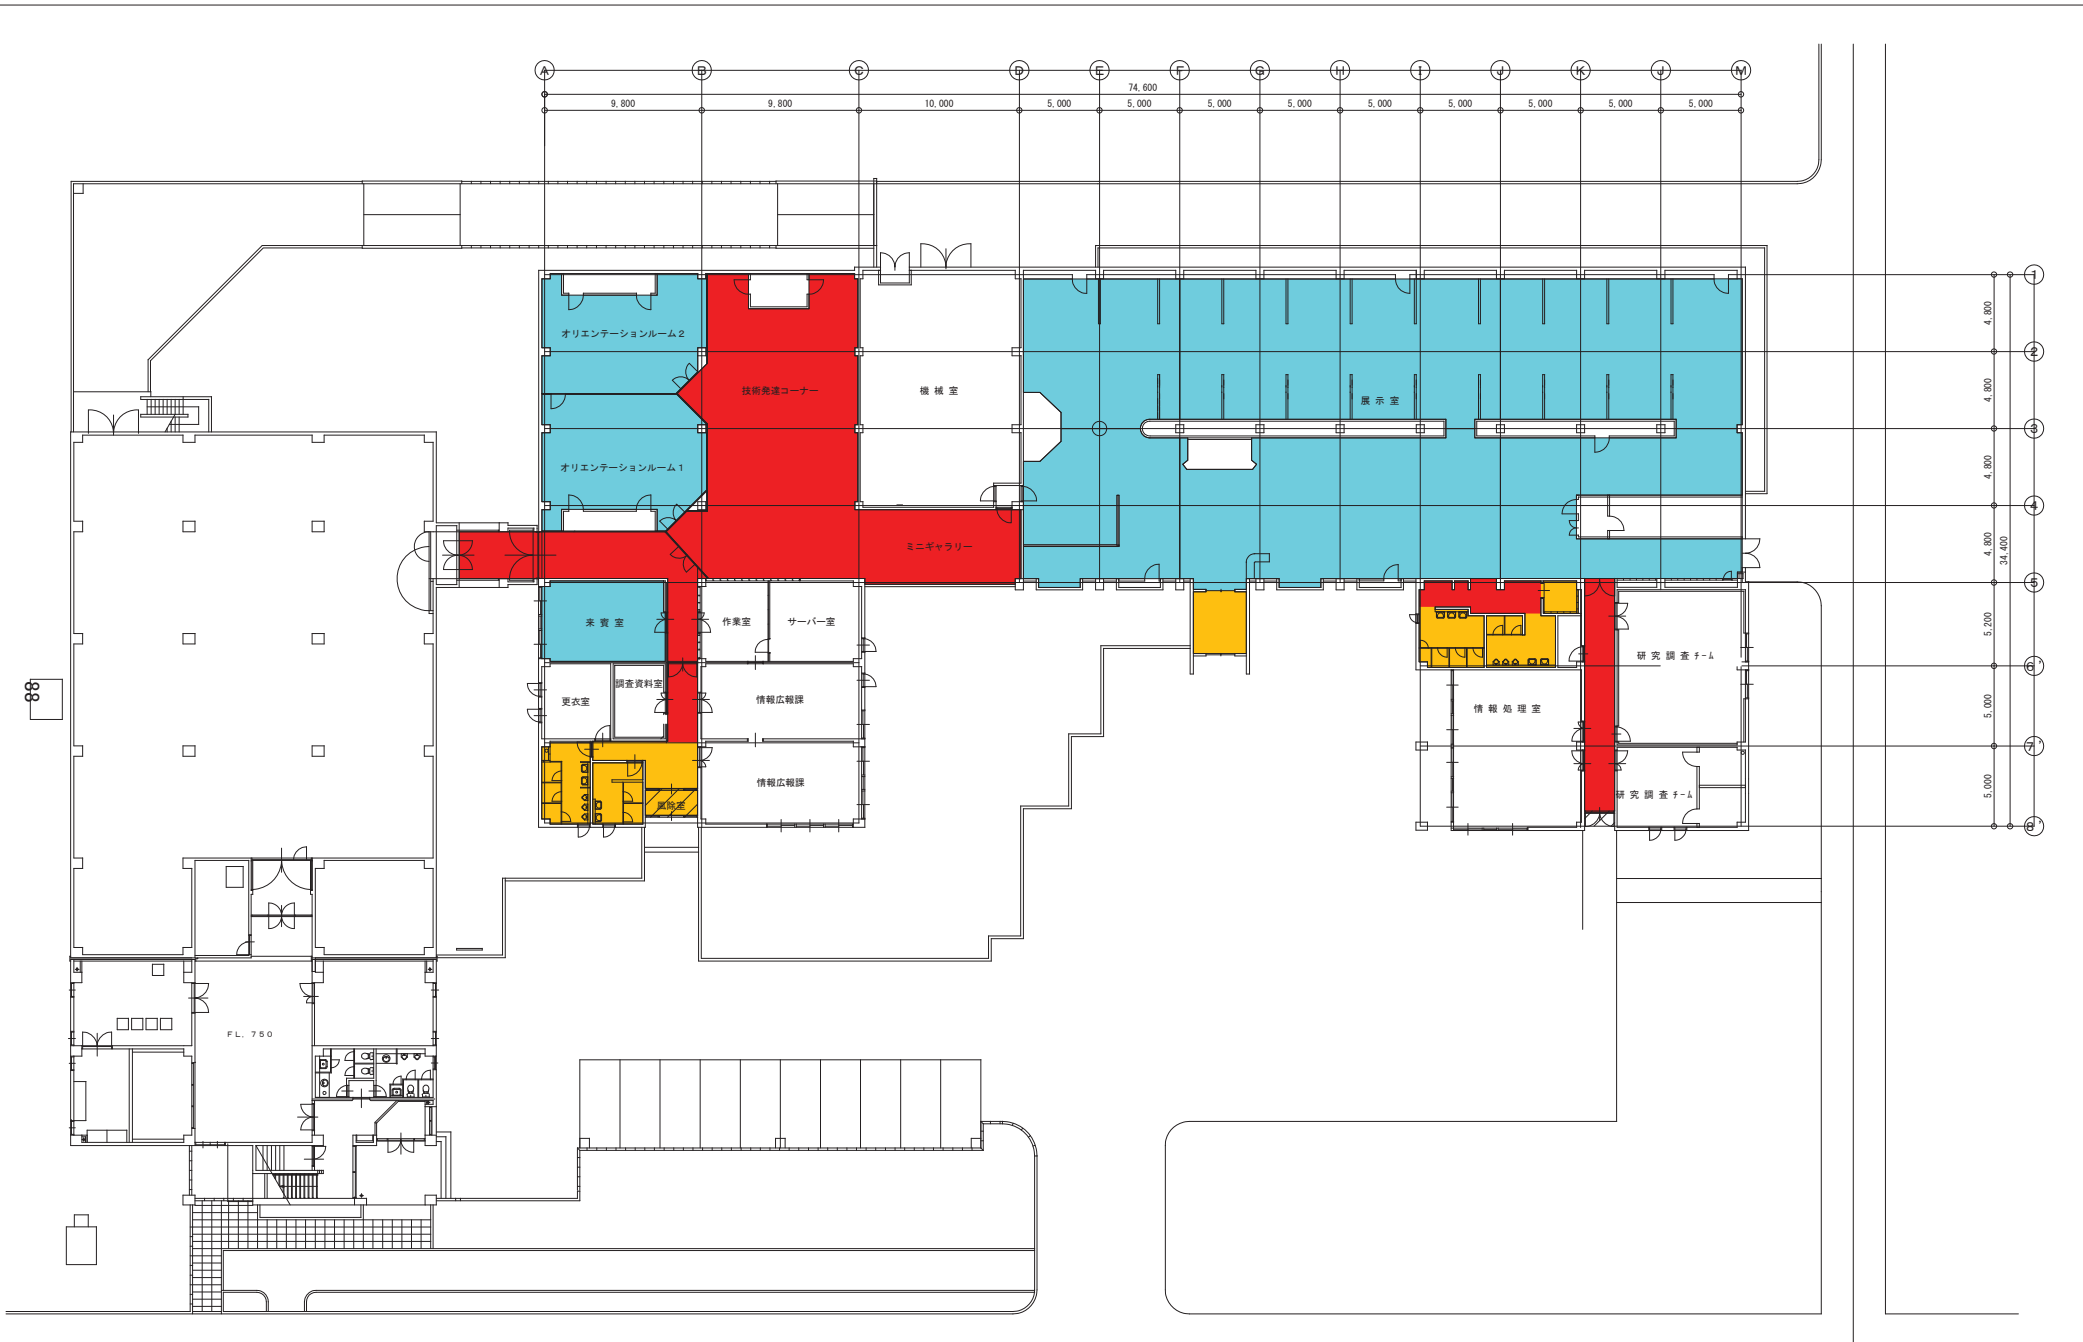 A B C D E F G H I J K J M
74,600
9,800 9,800 10,000 5,000 5,000 5,000 5,000 5,000 5,000 5,000 5,000 5,000
1
4,800
オリエンテーションルーム2
2
技術発達コーナー
機 械 室
展 示 室
4,800
3
オリエンテーションルーム1
4,800
4
ミニギャラリー
4,800
34,400
5
来 賓 室
作業室
サーバー室
5,200
研 究 調 査 チーム
6'
88
更衣室
調査資料室
情報広報課
情 報 処 理 室
5,000
7'
情報広報課
風除室
研 究 調 査 チーム
5,000
8'
FL. 750